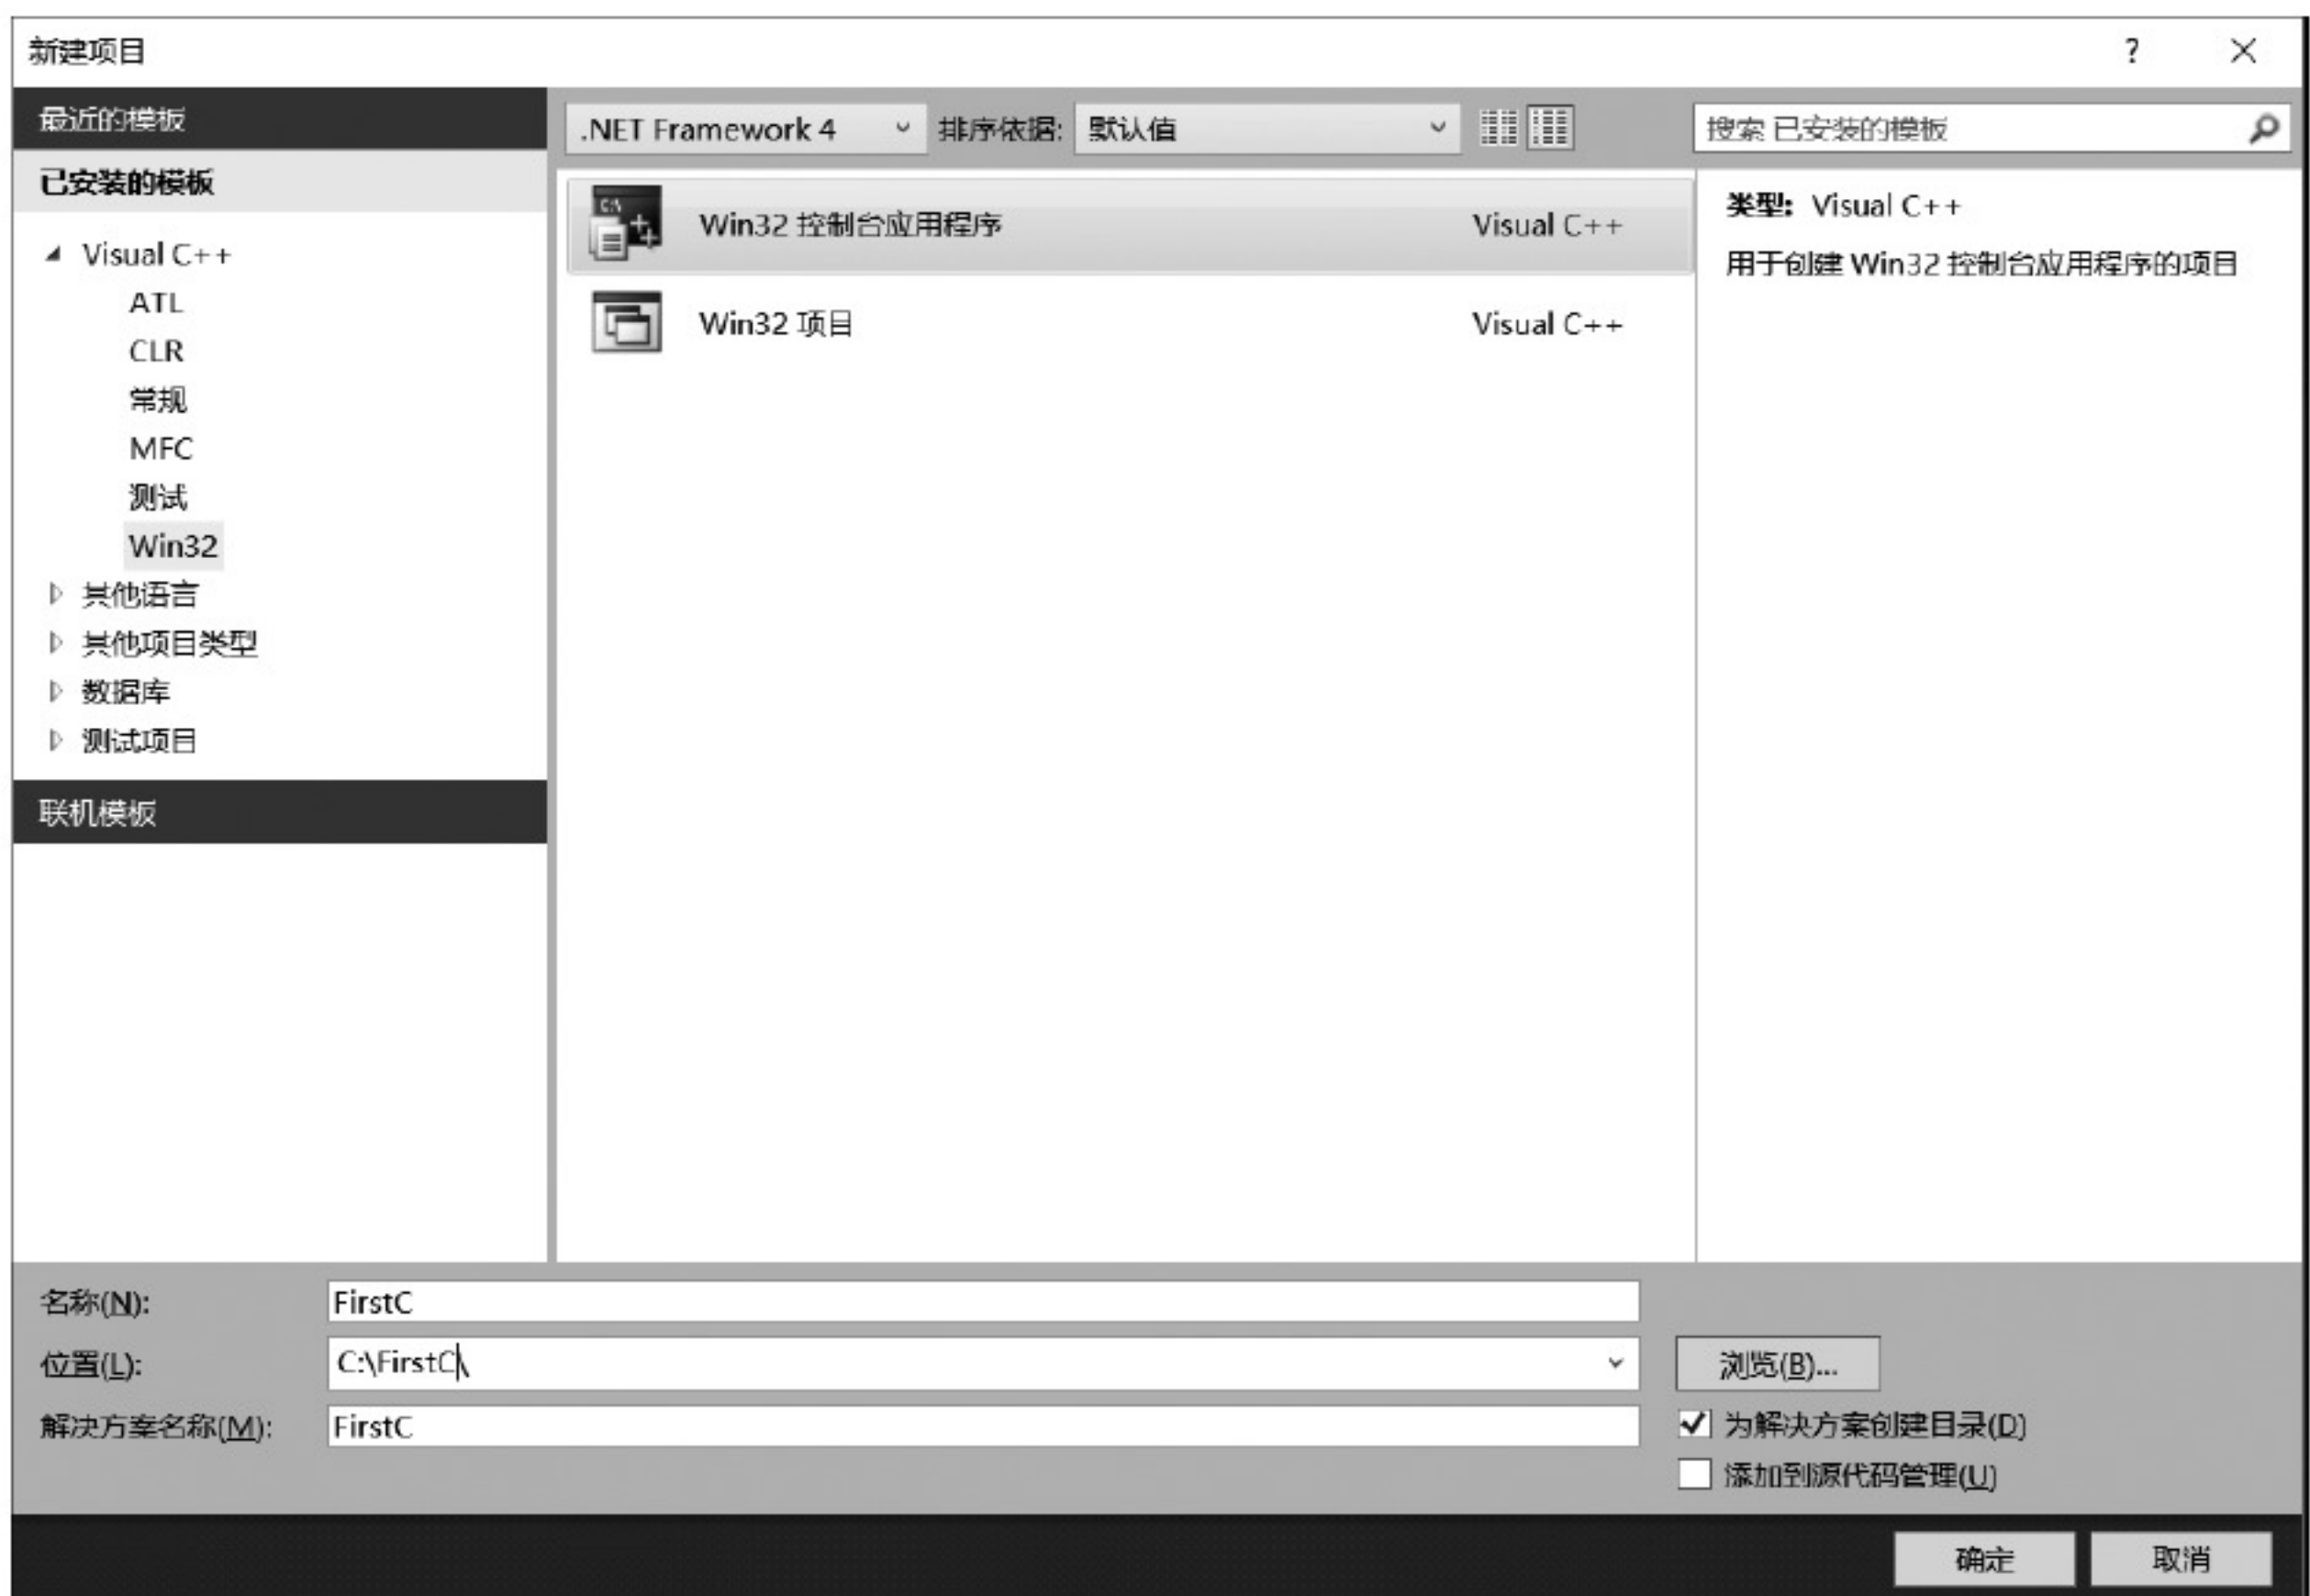 新建项目
?
最近的模板
.NET Framework 4
排序依据:
默认值
搜索 已安装的模板
已安装的模板
Visual C++
ATL
CLR
常规
MFC
测试
Win32
其他语言
其他项目类型
数据库
测试项目
联机模板
C:\
Win32 控制台应用程序
Visual C++
Win32 项目
Visual C++
类型: Visual C++
用于创建 Win32 控制台应用程序的项目
名称(N):
FirstC
位置(L):
C:\FirstC\
浏览(B)...
解决方案名称(M):
FirstC
为解决方案创建目录(D)
添加到源代码管理(U)
确定
取消